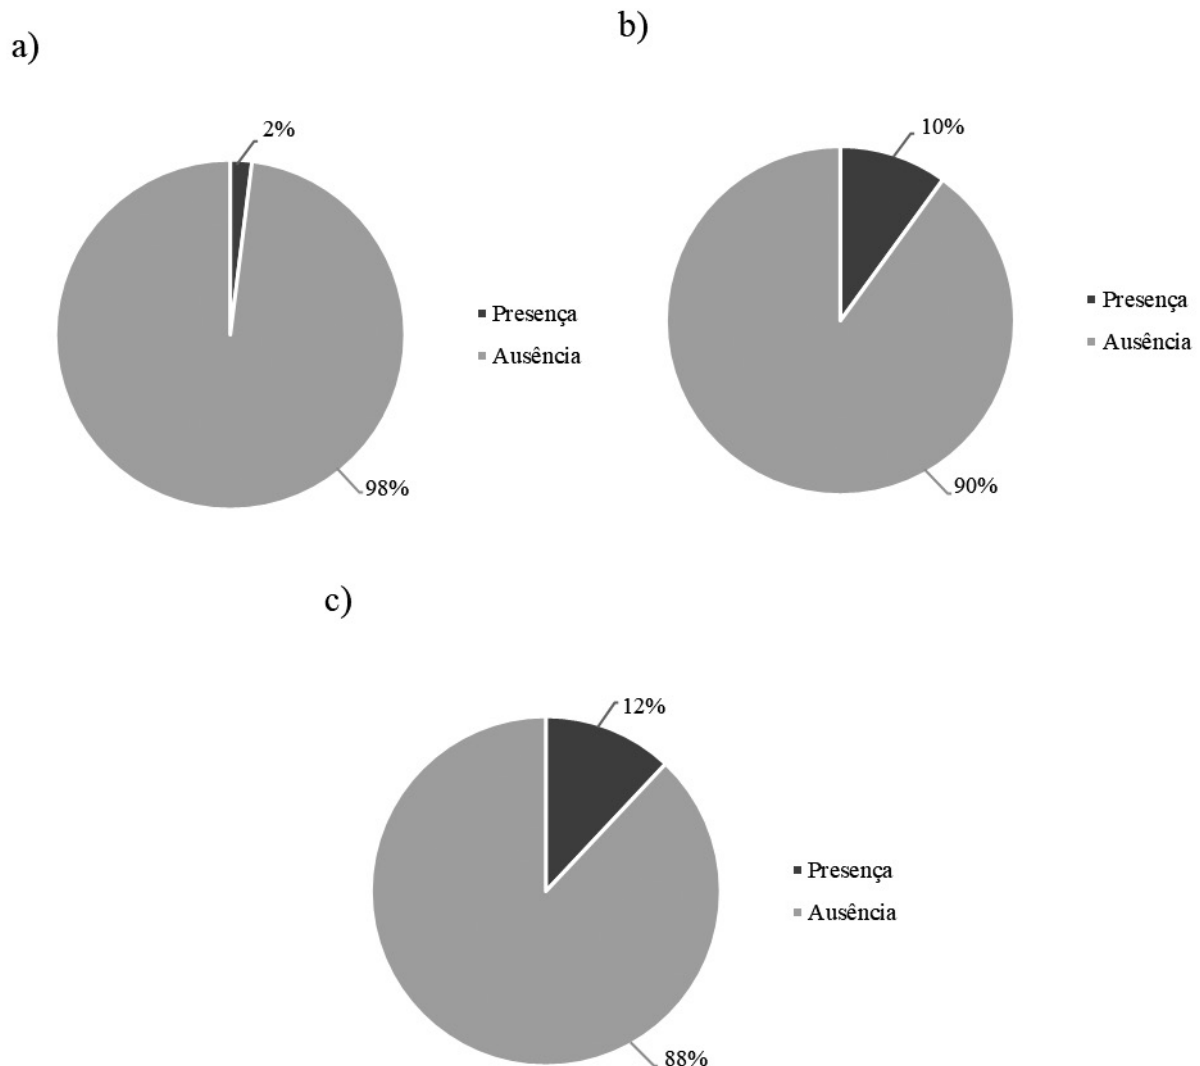 a)
2%
Presença
Ausência
98%
b)
10%
Presença
Ausência
90%
c)
12%
Presença
Ausência
88%